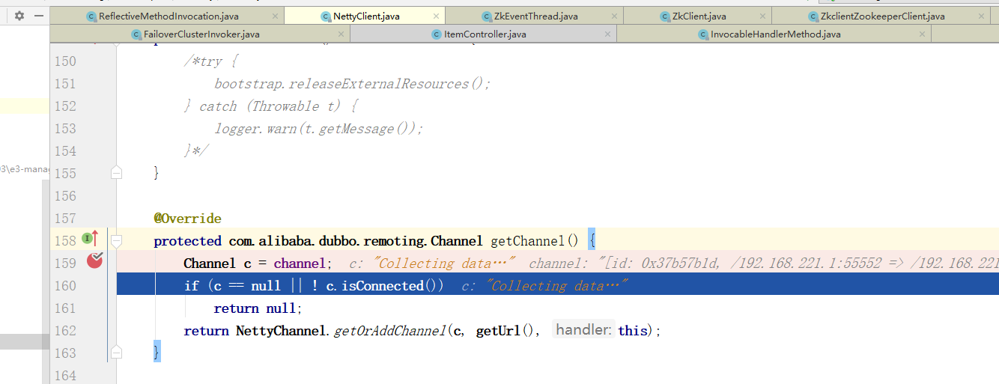 ReflectiveMethodInvocation.java NettyClient.java ZkEventThread.java ZkClient.java ZkclientZookeeperClient.java
FailoverClusterInvoker.java ItemController.java InvocableHandlerMethod.java
150 /*try {
151 bootstrap.releaseExternalResources();
152 } catch (Throwable t) {
153 logger.warn(t.getMessage());
154 }*/
155 }
156
157 @Override
158 protected com.alibaba.dubbo.remoting.Channel getChannel() {
159 Channel c = channel; c: "Collecting data…" channel: "[id: 0x37b57b1d, /192.168.221.1:55552 => /192.168.221
160 if (c == null || ! c.isConnected()) c: "Collecting data…"
161 return null;
162 return NettyChannel.getOrAddChannel(c, getUrl(), handler: this);
163 }
164
3\e3-manag